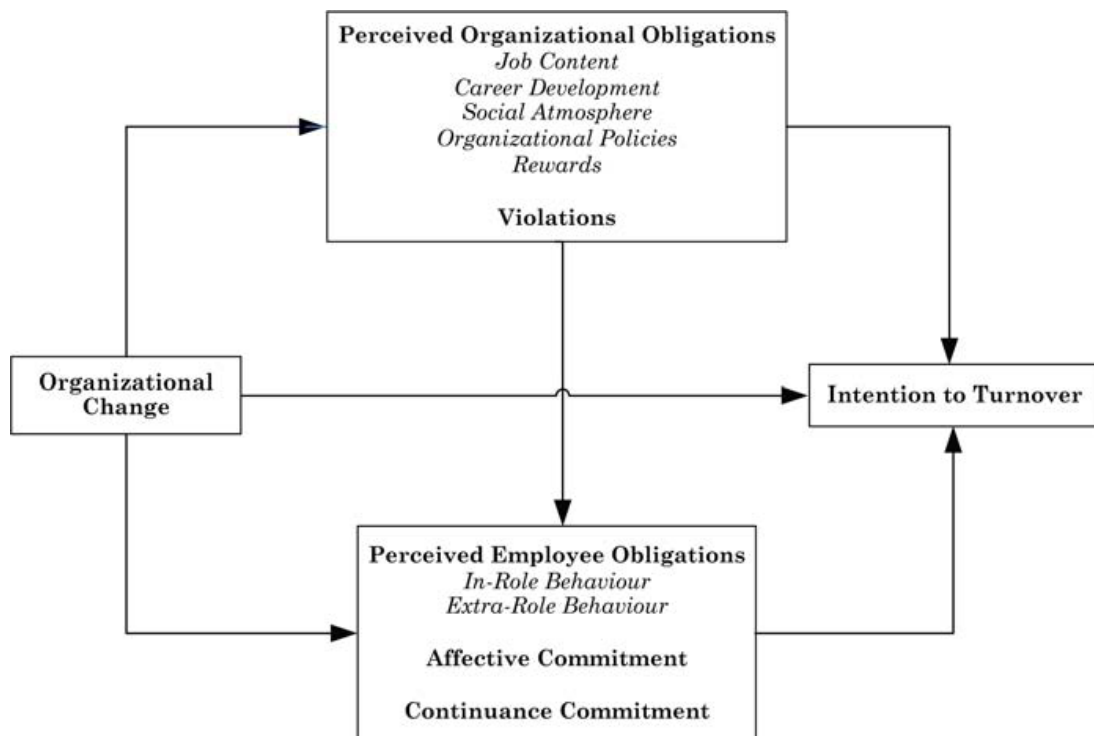 Perceived Organizational Obligations
Job Content
Career Development
Social Atmosphere
Organizational Policies
Rewards
Violations
Organizational
Change
Intention to Turnover
Perceived Employee Obligations
In-Role Behaviour
Extra-Role Behaviour
Affective Commitment
Continuance Commitment